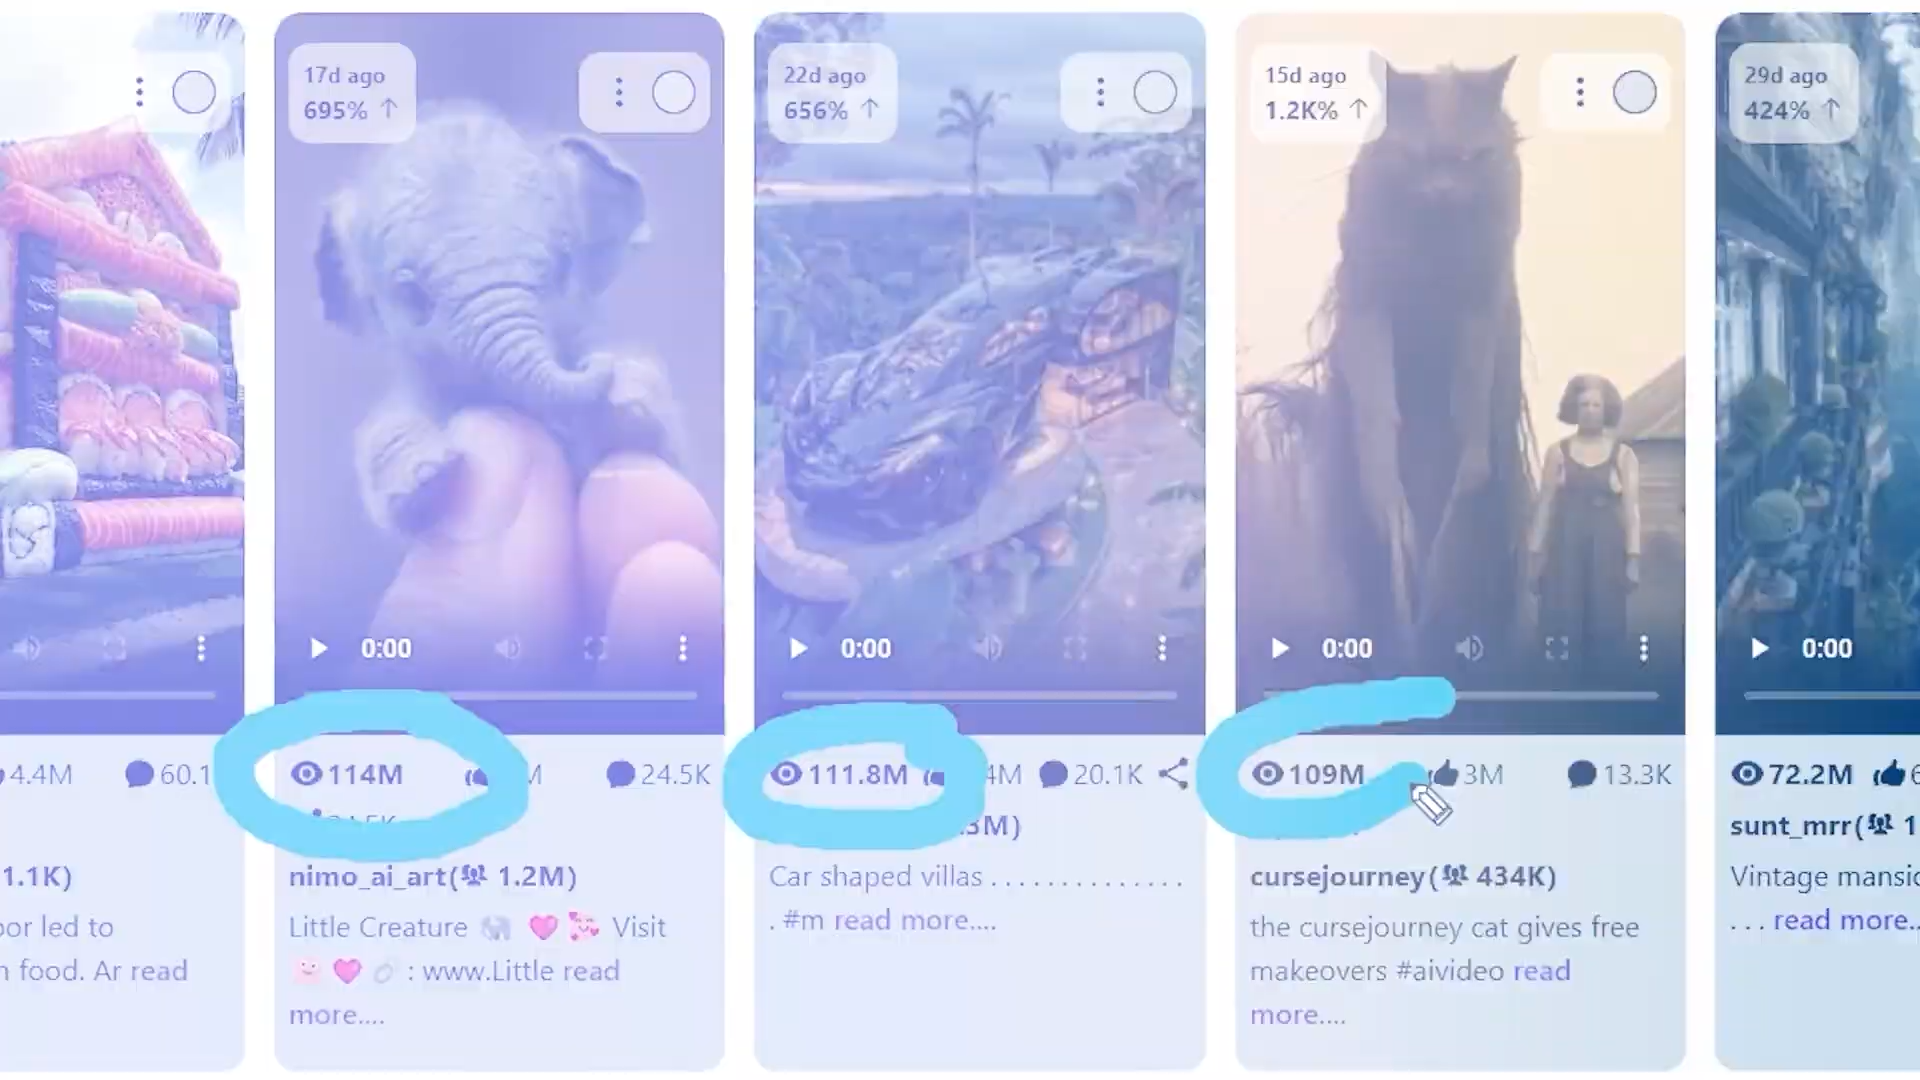 4.4M 60.1
1.1K)
or led to
food. Ar read
17d ago
695% ↑
0:00
114M M 24.5K
nimo_ai_art( 1.2M)
Little Creature 🐘 💗 🥰 Visit
💗 🔗 : www.Little read
more....
22d ago
656% ↑
0:00
111.8M 4M 20.1K
3M)
Car shaped villas . . . . . . . . . . . . . .
. #m read more....
15d ago
1.2K% ↑
0:00
109M 3M 13.3K
cursejourney( 434K)
the cursejourney cat gives free
makeovers #aivideo read
more....
29d ago
424% ↑
0:00
72.2M 6
sunt_mrr( 1
Vintage mansi
. . . read more..